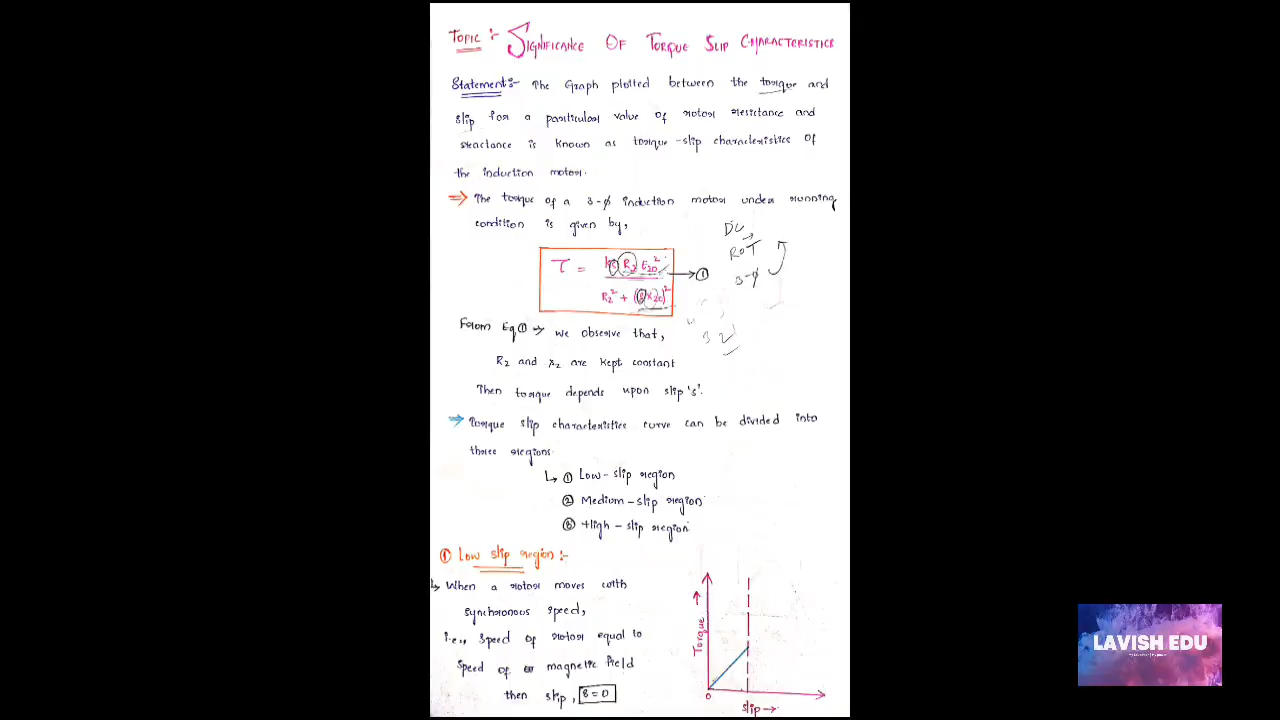 Topic :- SIGNIFICANCE OF TORQUE SLIP CHARACTERISTICS
Statement:- The Graph plotted between the torque and
slip for a particular value of rotor resistance and
reactance is known as torque-slip characteristics of
the induction motor.
⇒ The torque of a 3-φ induction motor under running
condition is given by,
τ = K s R₂ E₂₀² / R₂² + (s X₂₀)² → ①
DC
ROT
3-φ
From Eq① → we observe that,
R₂ and X₂ are kept constant
Then torque depends upon slip 's'.
⇒ Torque slip characteristics curve can be divided into
three regions.
↳ ① Low-slip region
② Medium-slip region
③ High-slip region
① Low slip region :-
↳ When a rotor moves with
synchronous speed,
i.e., speed of rotor equal to
speed of magnetic field
then slip, s=0
Torque →
0
slip →
LAVISH EDU